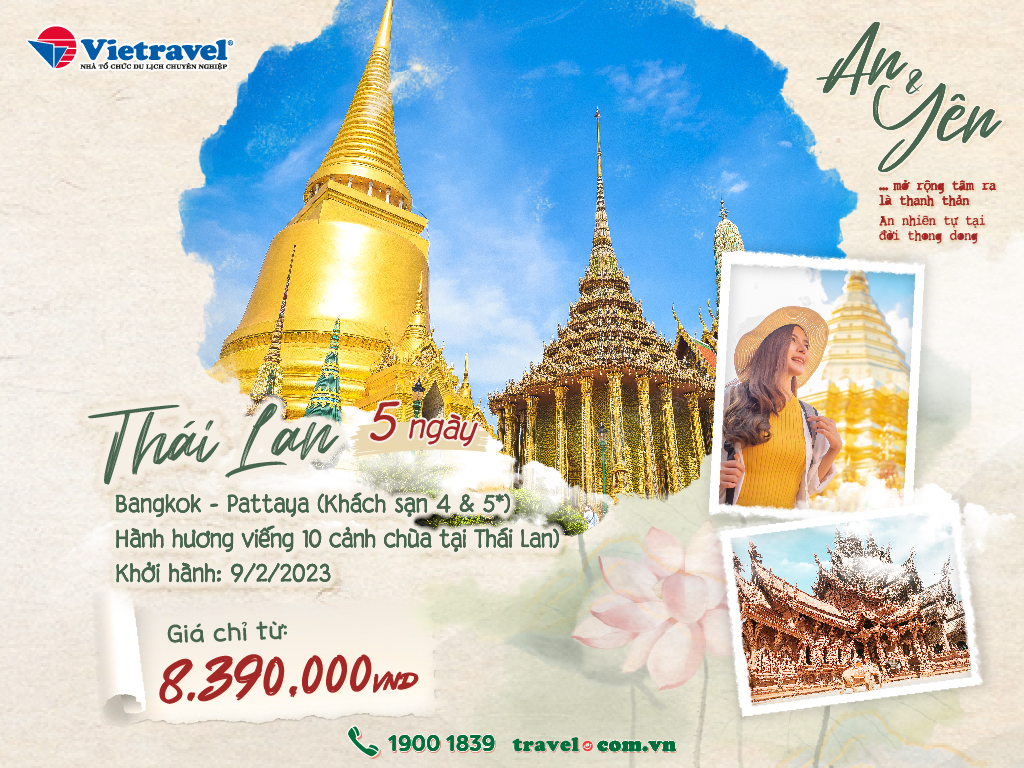 Vietravel®
NHÀ TỔ CHỨC DU LỊCH CHUYÊN NGHIỆP
An & Yên
... mở rộng tâm ra
là thanh thản
An nhiên tự tại
đời thong dong
Thái Lan 5 ngày
Bangkok - Pattaya (Khách sạn 4 & 5*)
Hành hương viếng 10 cảnh chùa tại Thái Lan)
Khởi hành: 9/2/2023
Giá chỉ từ:
8.390.000VND
1900 1839 travel.com.vn